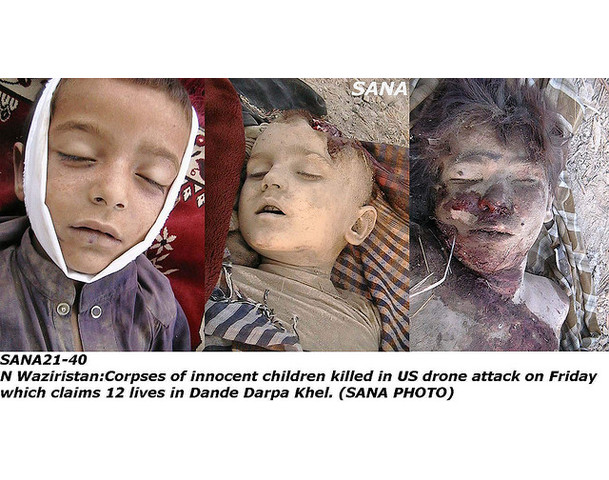 SANA
SANA21-40
N Waziristan:Corpses of innocent children killed in US drone attack on Friday
which claims 12 lives in Dande Darpa Khel. (SANA PHOTO)